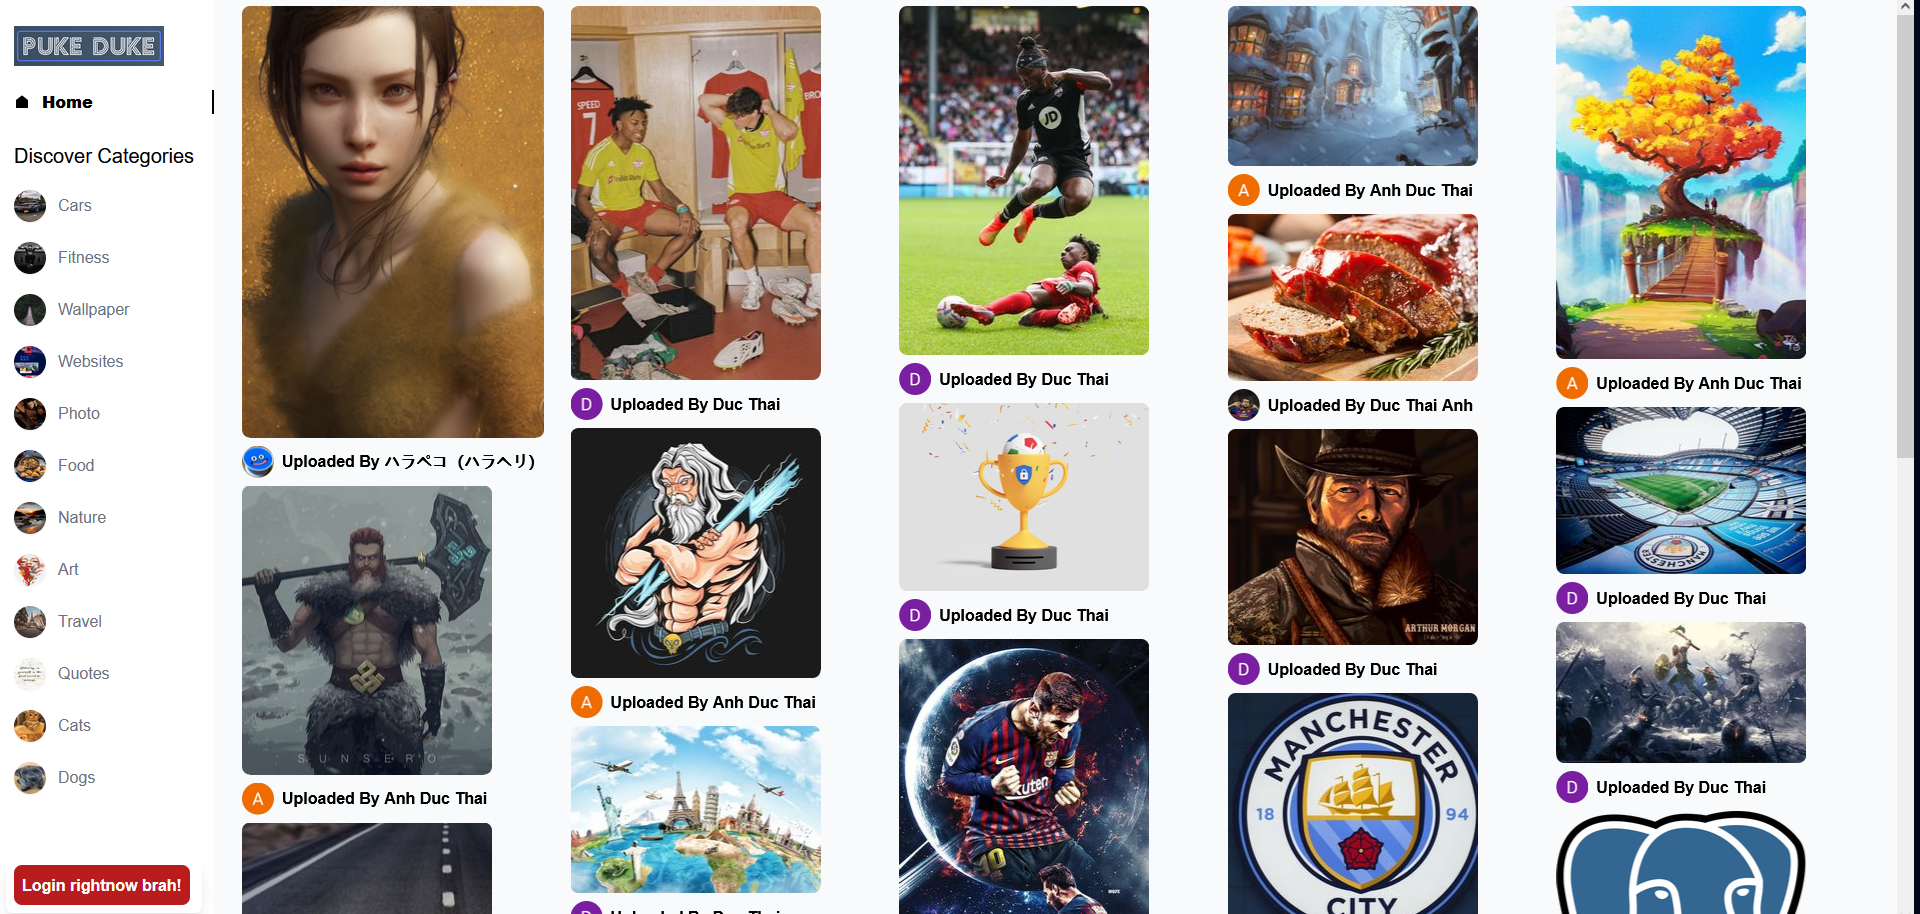 PUKE DUKE
Home
Discover Categories
Cars
Fitness
Wallpaper
Websites
Photo
Food
Nature
Art
Travel
Quotes
Cats
Dogs
Login rightnow brah!
Uploaded By ハラペコ（ハラヘリ）
SUNSERO
A Uploaded By Anh Duc Thai
SPEED
7
BRO
D Uploaded By Duc Thai
A Uploaded By Anh Duc Thai
JD
D Uploaded By Duc Thai
D Uploaded By Duc Thai
10
A Uploaded By Anh Duc Thai
Uploaded By Duc Thai Anh
ARTHUR MORGAN
D Uploaded By Duc Thai
MANCHESTER
18 94
CITY
A Uploaded By Anh Duc Thai
MANCHESTER
D Uploaded By Duc Thai
D Uploaded By Duc Thai